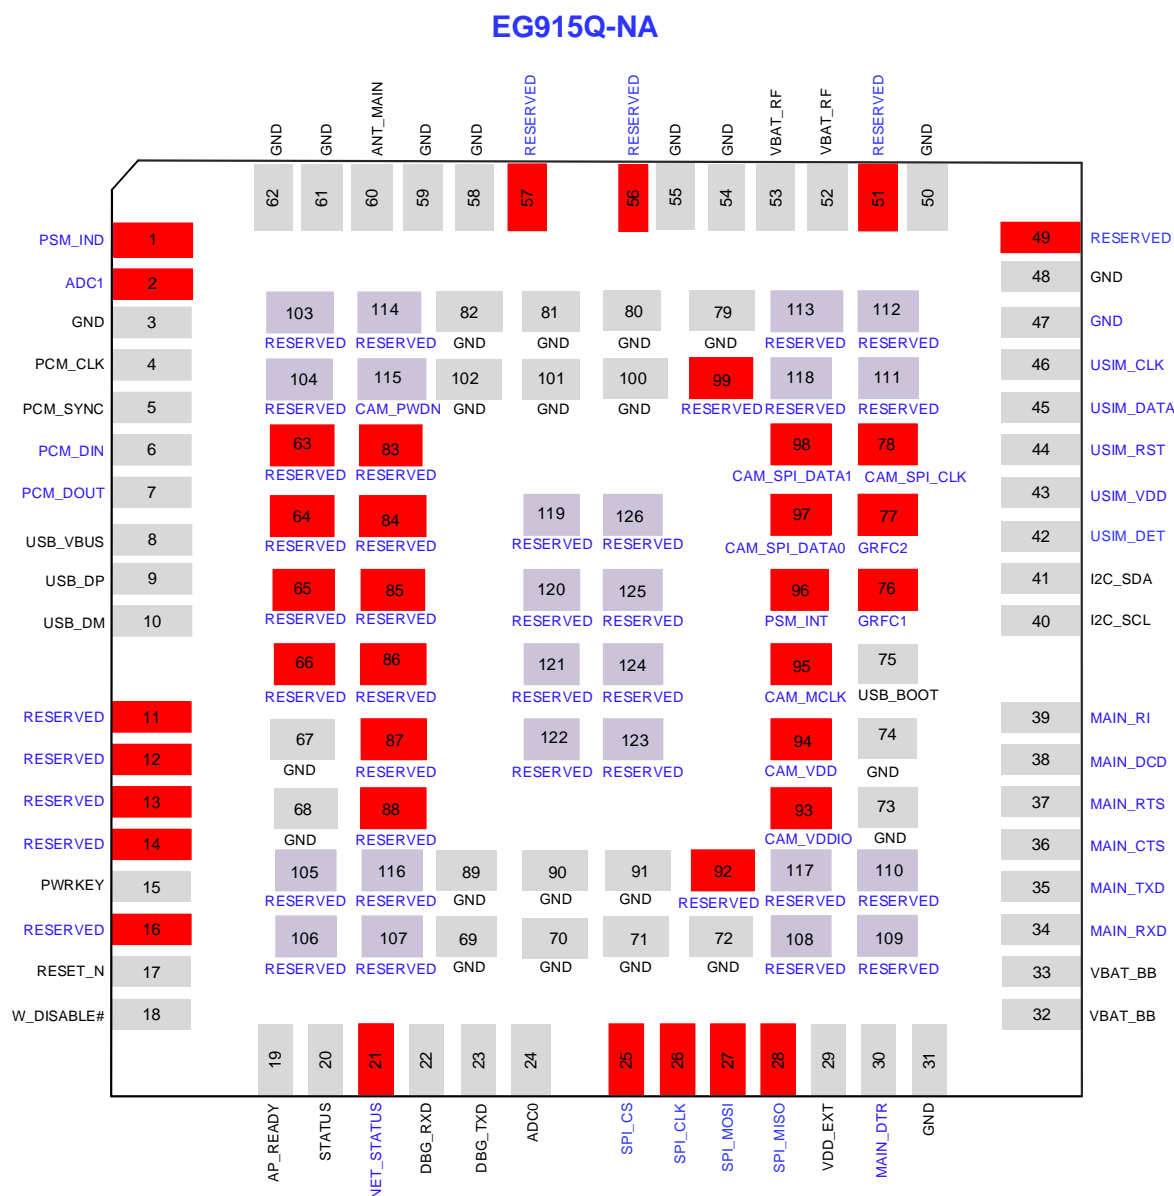 EG915Q-NA
GND GND ANT_MAIN GND GND RESERVED RESERVED GND GND VBAT_RF VBAT_RF RESERVED GND
62 61 60 59 58 57 56 55 54 53 52 51 50
PSM_IND 1 49 RESERVED
ADC1 2 48 GND
GND 3 47 GND
PCM_CLK 4 46 USIM_CLK
PCM_SYNC 5 45 USIM_DATA
PCM_DIN 6 44 USIM_RST
PCM_DOUT 7 43 USIM_VDD
USB_VBUS 8 42 USIM_DET
USB_DP 9 41 I2C_SDA
USB_DM 10 40 I2C_SCL
RESERVED 11 39 MAIN_RI
RESERVED 12 38 MAIN_DCD
RESERVED 13 37 MAIN_RTS
RESERVED 14 36 MAIN_CTS
PWRKEY 15 35 MAIN_TXD
RESERVED 16 34 MAIN_RXD
RESET_N 17 33 VBAT_BB
W_DISABLE# 18 32 VBAT_BB
103 114 82 81 80 79 113 112
RESERVED RESERVED GND GND GND GND RESERVED RESERVED
104 115 102 101 100 99 118 111
RESERVED CAM_PWDN GND GND GND RESERVED RESERVED RESERVED
63 83 98 78
RESERVED RESERVED CAM_SPI_DATA1 CAM_SPI_CLK
64 84 119 126 97 77
RESERVED RESERVED RESERVED RESERVED CAM_SPI_DATA0 GRFC2
65 85 120 125 96 76
RESERVED RESERVED RESERVED RESERVED PSM_INT GRFC1
66 86 121 124 95 75
RESERVED RESERVED RESERVED RESERVED CAM_MCLK USB_BOOT
67 87 122 123 94 74
GND RESERVED RESERVED RESERVED CAM_VDD GND
68 88 93 73
GND RESERVED CAM_VDDIO GND
105 116 89 90 91 92 117 110
RESERVED RESERVED GND GND GND RESERVED RESERVED RESERVED
106 107 69 70 71 72 108 109
RESERVED RESERVED GND GND GND GND RESERVED RESERVED
19 20 21 22 23 24 25 26 27 28 29 30 31
AP_READY STATUS NET_STATUS DBG_RXD DBG_TXD ADC0 SPI_CS SPI_CLK SPI_MOSI SPI_MISO VDD_EXT MAIN_DTR GND